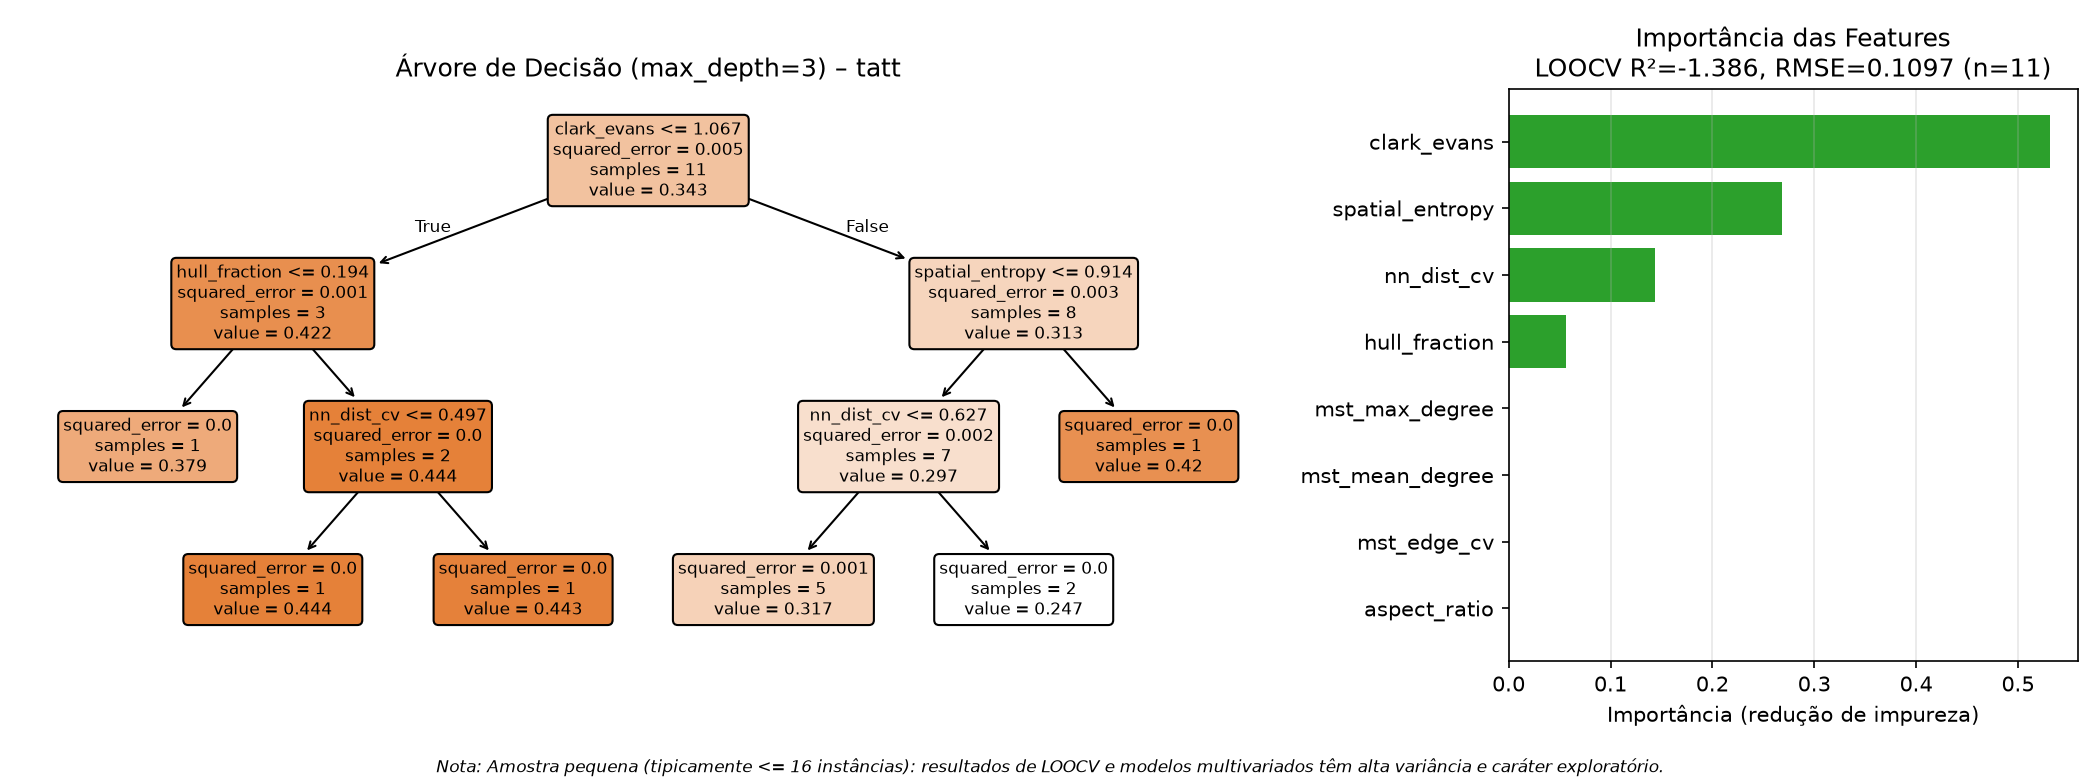 Árvore de Decisão (max_depth=3) – tatt
clark_evans <= 1.067
squared_error = 0.005
samples = 11
value = 0.343
True
False
hull_fraction <= 0.194
squared_error = 0.001
samples = 3
value = 0.422
spatial_entropy <= 0.914
squared_error = 0.003
samples = 8
value = 0.313
squared_error = 0.0
samples = 1
value = 0.379
nn_dist_cv <= 0.497
squared_error = 0.0
samples = 2
value = 0.444
nn_dist_cv <= 0.627
squared_error = 0.002
samples = 7
value = 0.297
squared_error = 0.0
samples = 1
value = 0.42
squared_error = 0.0
samples = 1
value = 0.444
squared_error = 0.0
samples = 1
value = 0.443
squared_error = 0.001
samples = 5
value = 0.317
squared_error = 0.0
samples = 2
value = 0.247
Importância das Features
LOOCV R²=-1.386, RMSE=0.1097 (n=11)
clark_evans
spatial_entropy
nn_dist_cv
hull_fraction
mst_max_degree
mst_mean_degree
mst_edge_cv
aspect_ratio
0.0 0.1 0.2 0.3 0.4 0.5
Importância (redução de impureza)
Nota: Amostra pequena (tipicamente <= 16 instâncias): resultados de LOOCV e modelos multivariados têm alta variância e caráter exploratório.